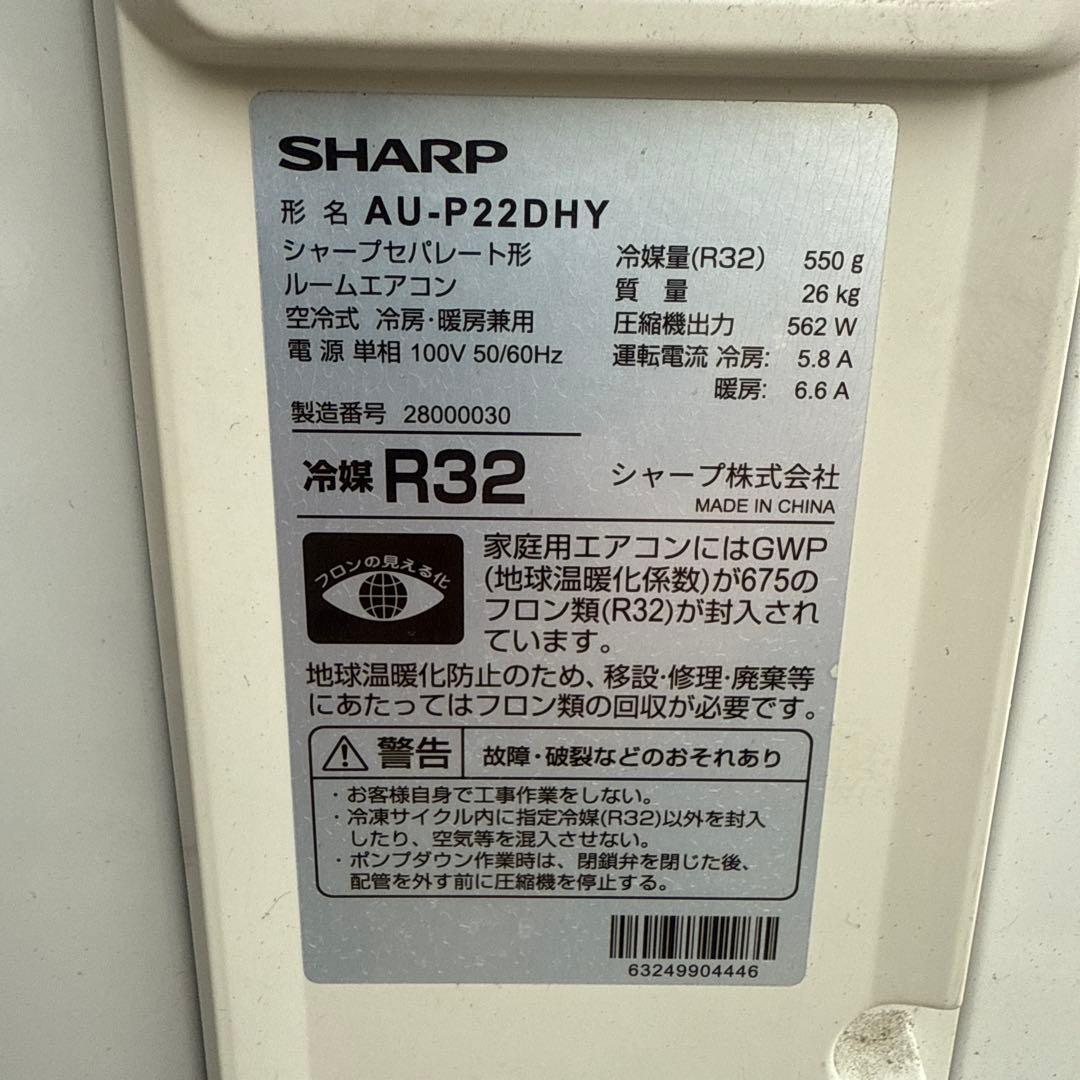 SHARP
形名 AU-P22DHY
シャープセパレート形
ルームエアコン
空冷式 冷房・暖房兼用
電源 単相 100V 50/60Hz
製造番号 28000030
冷媒量(R32) 550 g
質量 26 kg
圧縮機出力 562 W
運転電流 冷房: 5.8 A
暖房: 6.6 A
冷媒 R32
シャープ株式会社
MADE IN CHINA
フロンの見える化
家庭用エアコンにはGWP
(地球温暖化係数)が675の
フロン類(R32)が封入され
ています。
地球温暖化防止のため、移設・修理・廃棄等
にあたってはフロン類の回収が必要です。
警告 故障・破裂などのおそれあり
・お客様自身で工事作業をしない。
・冷凍サイクル内に指定冷媒(R32)以外を封入
したり、空気等を混入させない。
・ポンプダウン作業時は、閉鎖弁を閉じた後、
配管を外す前に圧縮機を停止する。
63249904446